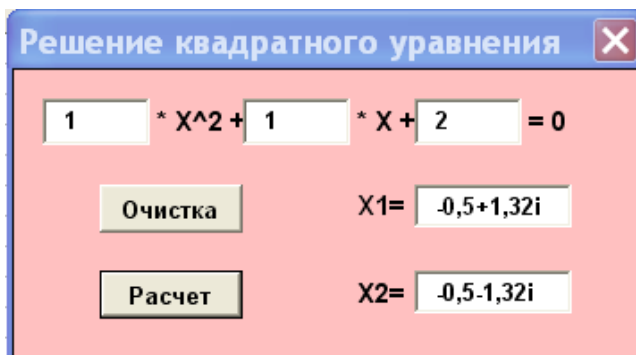 Решение квадратного уравнения
1 * X^2 + 1 * X + 2 = 0
Очистка X1= -0,5+1,32i
Расчет X2= -0,5-1,32i